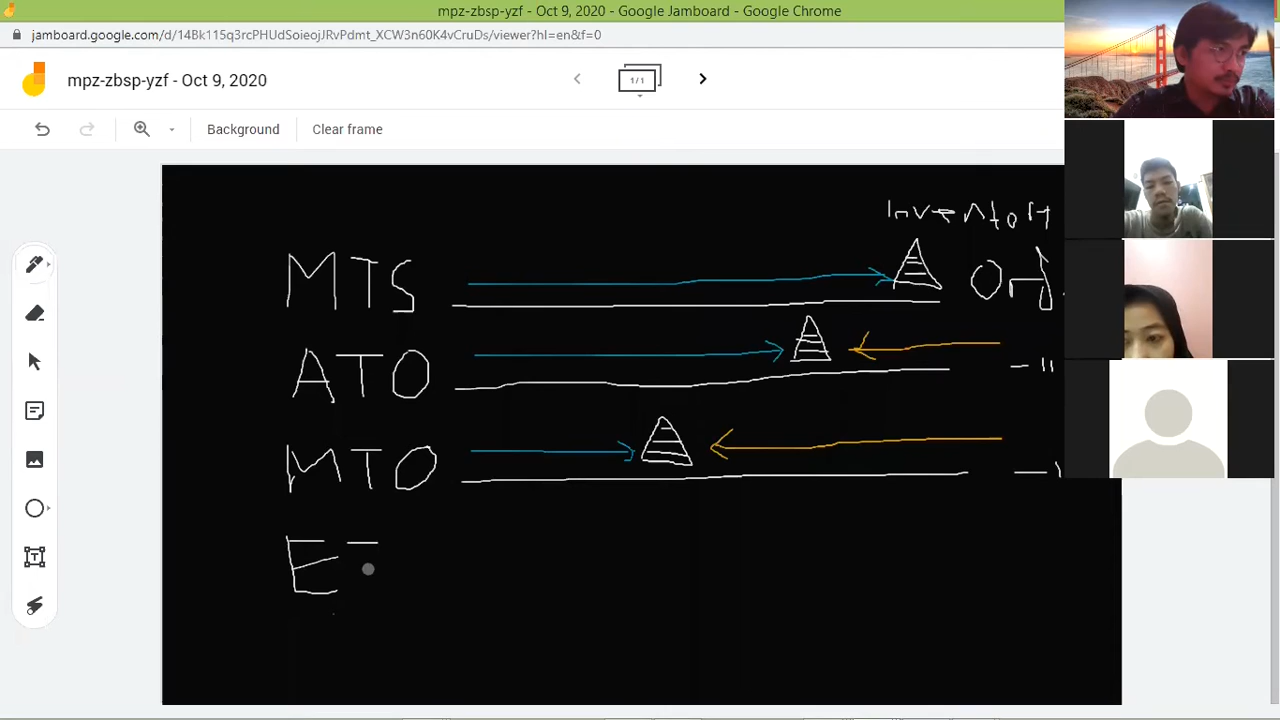 mpz-zbsp-yzf - Oct 9, 2020 - Google Jamboard - Google Chrome
jamboard.google.com/d/14Bk115q3rcPHUdSoieojJRvPdmt_XCW3n60K4vCruDs/viewer?hl=en&f=0
mpz-zbsp-yzf - Oct 9, 2020
1/1
Background
Clear frame
Inventory
MTS Ord
ATO - "
MTO
E